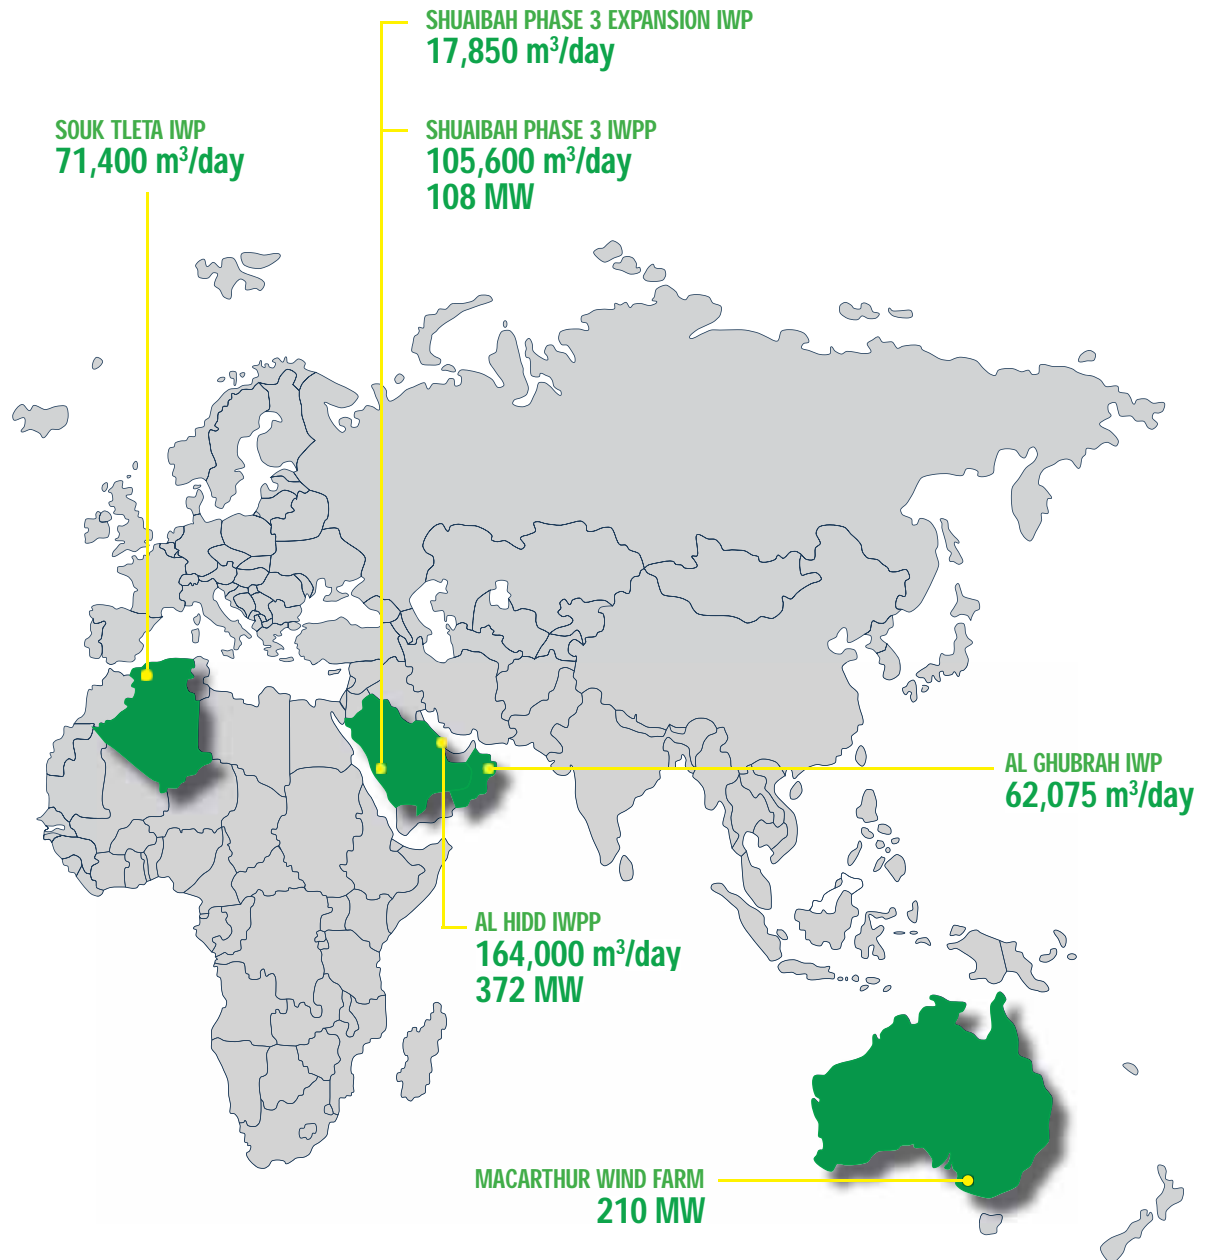 SHUAIBAH PHASE 3 EXPANSION IWP
17,850 m³/day
SOUK TLETA IWP
71,400 m³/day
SHUAIBAH PHASE 3 IWPP
105,600 m³/day
108 MW
AL GHUBRAH IWP
62,075 m³/day
AL HIDD IWPP
164,000 m³/day
372 MW
MACARTHUR WIND FARM
210 MW